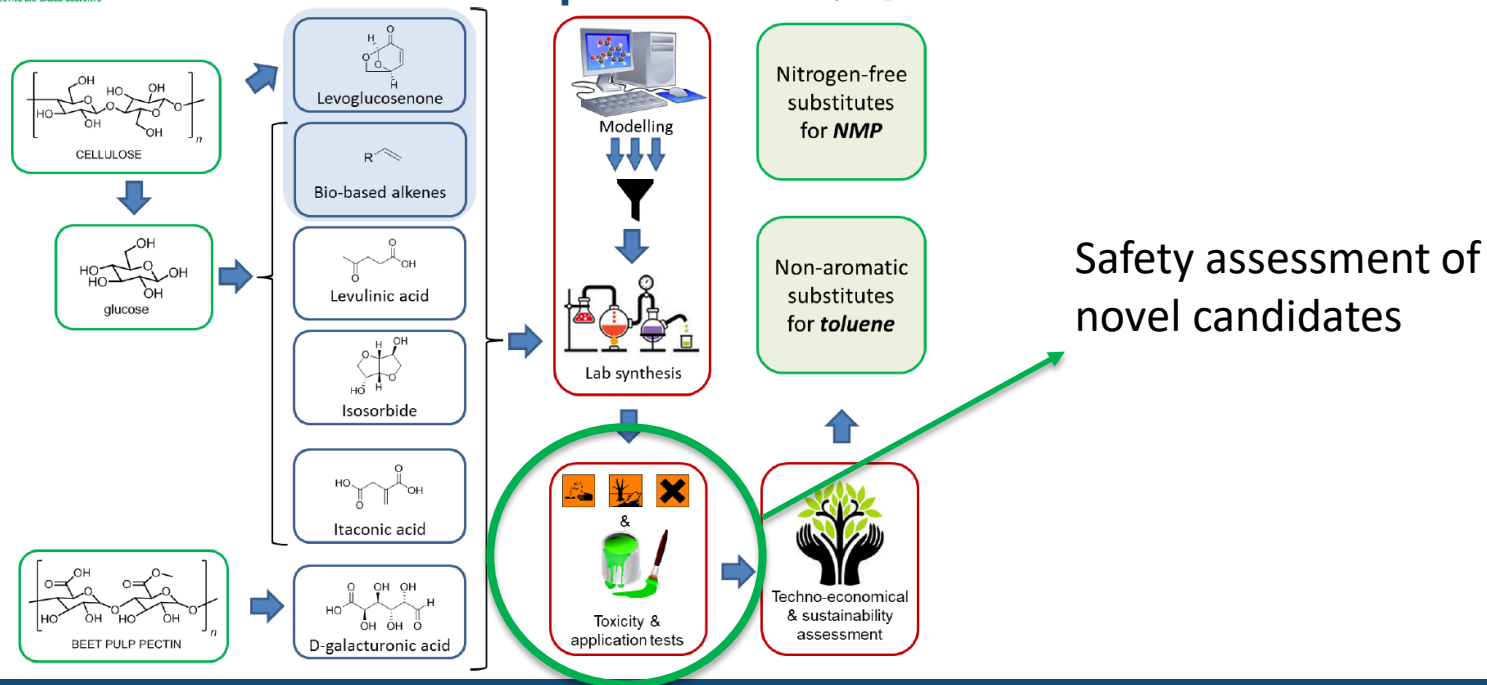 CELLULOSE
glucose
BEET PULP PECTIN
Levoglucosenone
Bio-based alkenes
Levulinic acid
Isosorbide
Itaconic acid
D-galacturonic acid
Modelling
Lab synthesis
&
Toxicity &
application tests
Techno-economical
& sustainability
assessment
Nitrogen-free
substitutes
for NMP
Non-aromatic
substitutes
for toluene
Safety assessment of
novel candidates